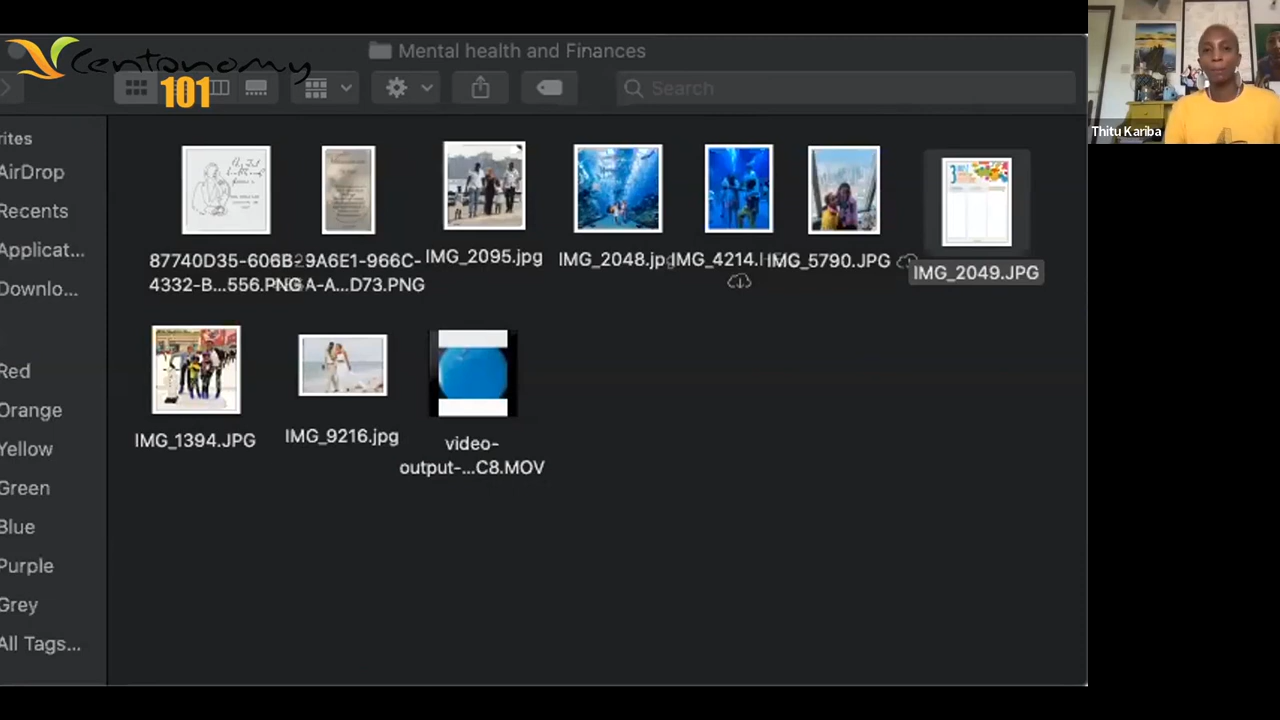 Centonomy
101
Mental health and Finances
Search
Thitu Kariba
rites
AirDrop
Recents
Applicat...
Downlo...
Red
Orange
Yellow
Green
Blue
Purple
Grey
All Tags...
87740D35-606B-
4332-B...556.PNG
29A6E1-966C-
A-A...D73.PNG
IMG_2095.jpg
IMG_2048.jpg
IMG_4214.
IMG_5790.JPG
IMG_2049.JPG
IMG_1394.JPG
IMG_9216.jpg
video-
output-...C8.MOV